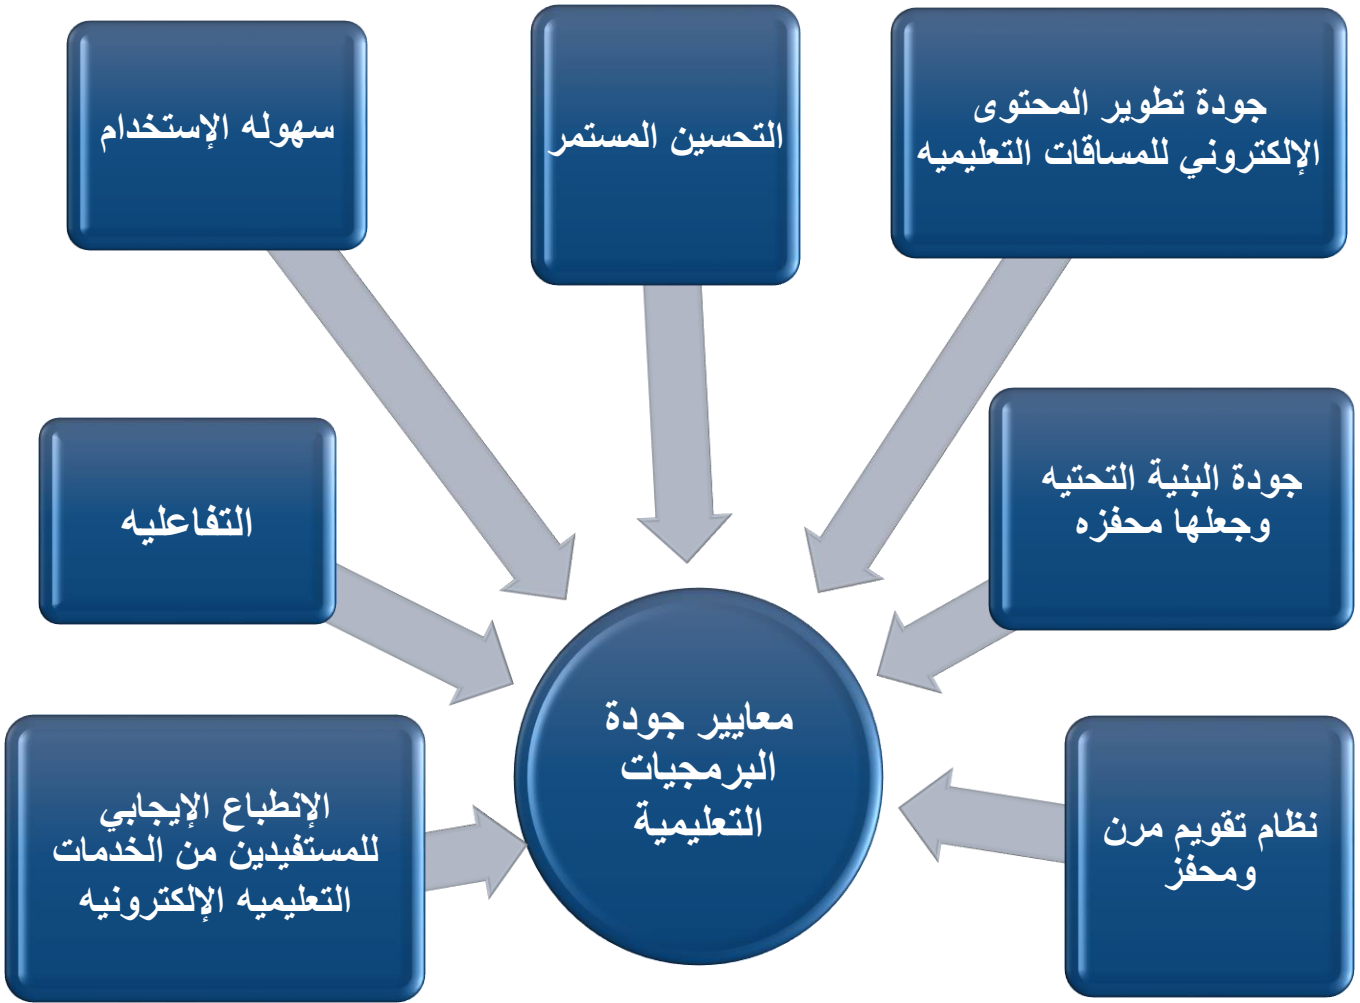 جودة تطوير المحتوى
الإلكتروني للمساقات التعليميه
التحسين المستمر
سهوله الإستخدام
جودة البنية التحتيه
وجعلها محفزه
التفاعليه
معايير جودة
البرمجيات
التعليمية
نظام تقويم مرن
ومحفز
الإنطباع الإيجابي
للمستفيدين من الخدمات
التعليميه الإلكترونيه